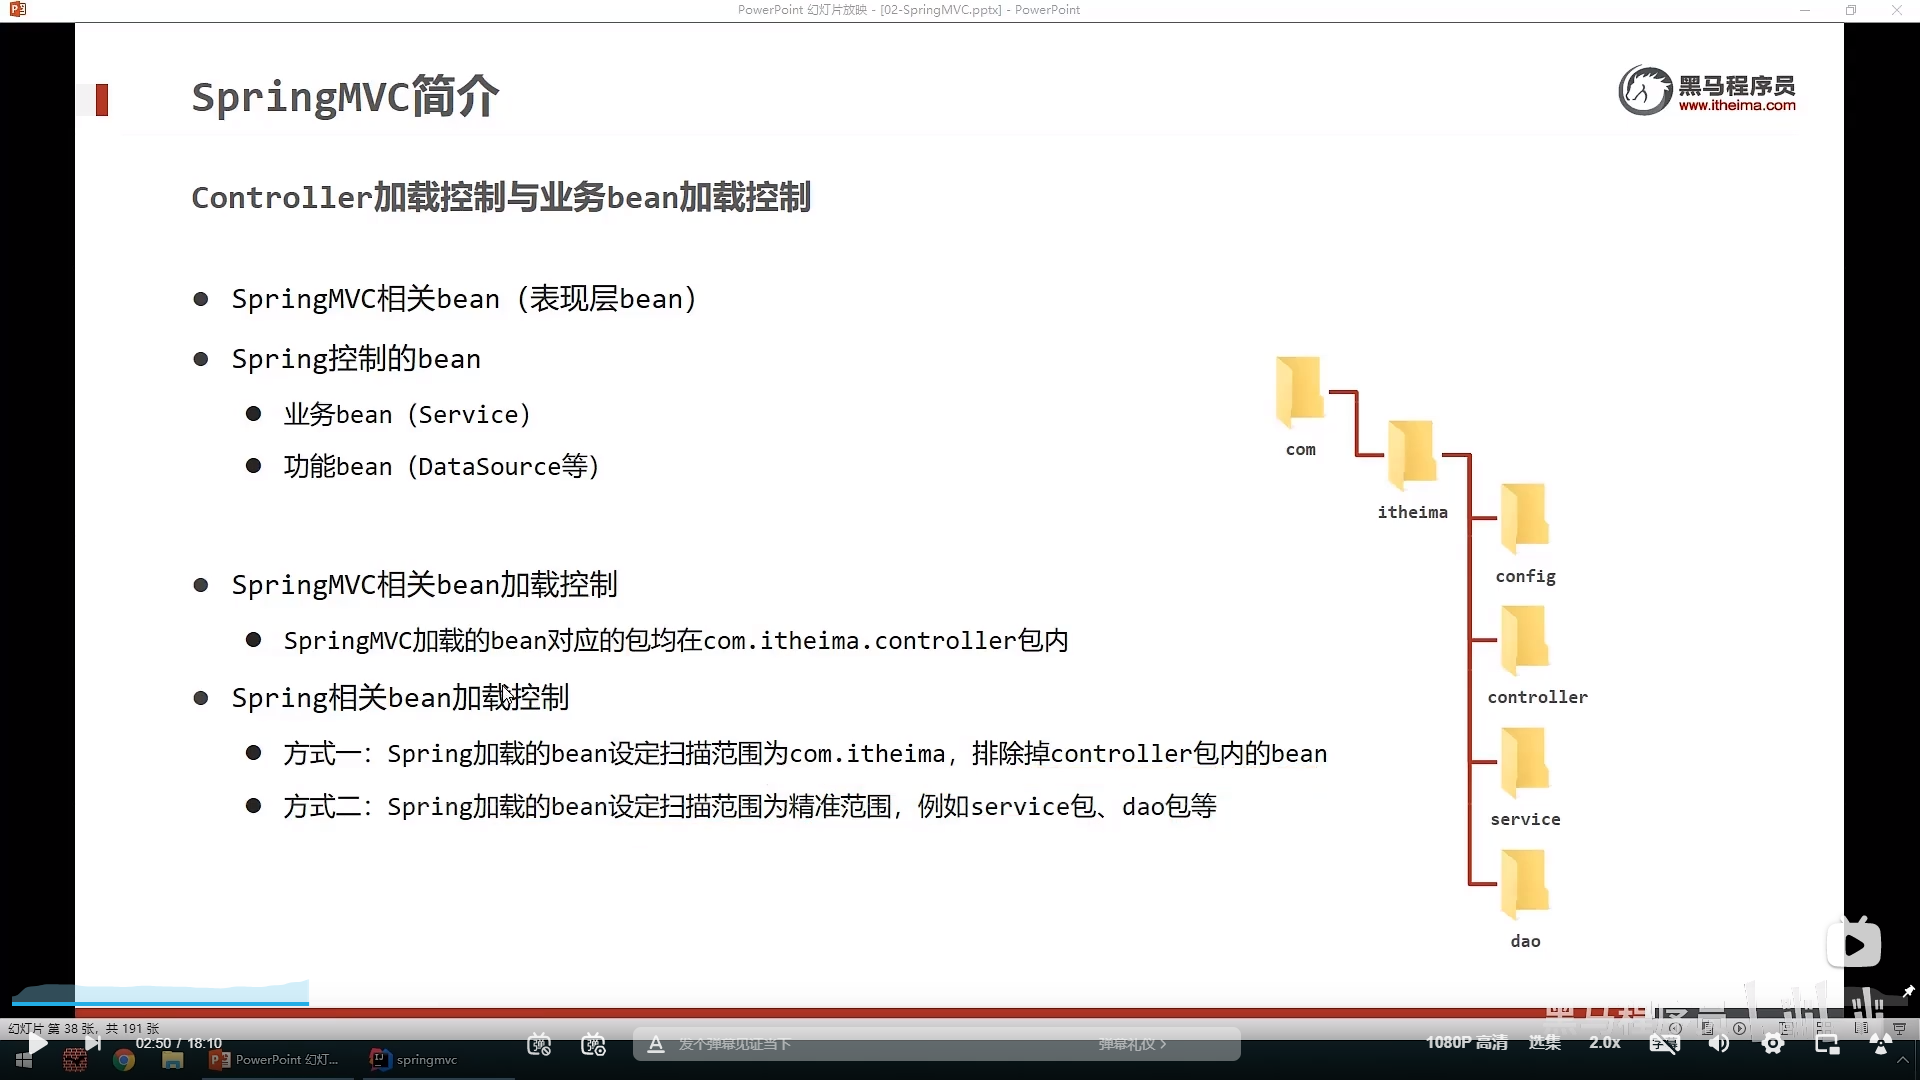 PowerPoint 幻灯片放映 - [02-SpringMVC.pptx] - PowerPoint
SpringMVC简介
黑马程序员
www.itheima.com
Controller加载控制与业务bean加载控制
SpringMVC相关bean（表现层bean）
Spring控制的bean
业务bean（Service）
功能bean（DataSource等）
SpringMVC相关bean加载控制
SpringMVC加载的bean对应的包均在com.itheima.controller包内
Spring相关bean加载控制
方式一：Spring加载的bean设定扫描范围为com.itheima，排除掉controller包内的bean
方式二：Spring加载的bean设定扫描范围为精准范围，例如service包、dao包等
com
itheima
config
controller
service
dao
黑马程序员
幻灯片 第 38 张，共 191 张
02:50 / 18:10
发个弹幕见证当下
弹幕礼仪 >
1080P 高清
选集
2.0x
PowerPoint 幻灯...
springmvc